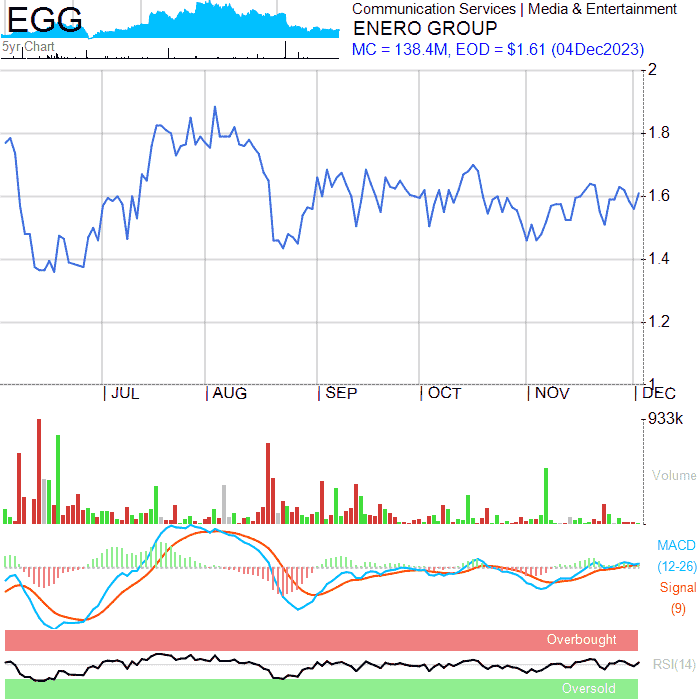 EGG
5yr Chart
Communication Services | Media & Entertainment
ENERO GROUP
MC = 138.4M, EOD = $1.61 (04Dec2023)
2
1.8
1.6
1.4
1.2
1
JUL
AUG
SEP
OCT
NOV
DEC
933k
Volume
MACD
(12-26)
Signal
(9)
Overbought
RSI(14)
Oversold